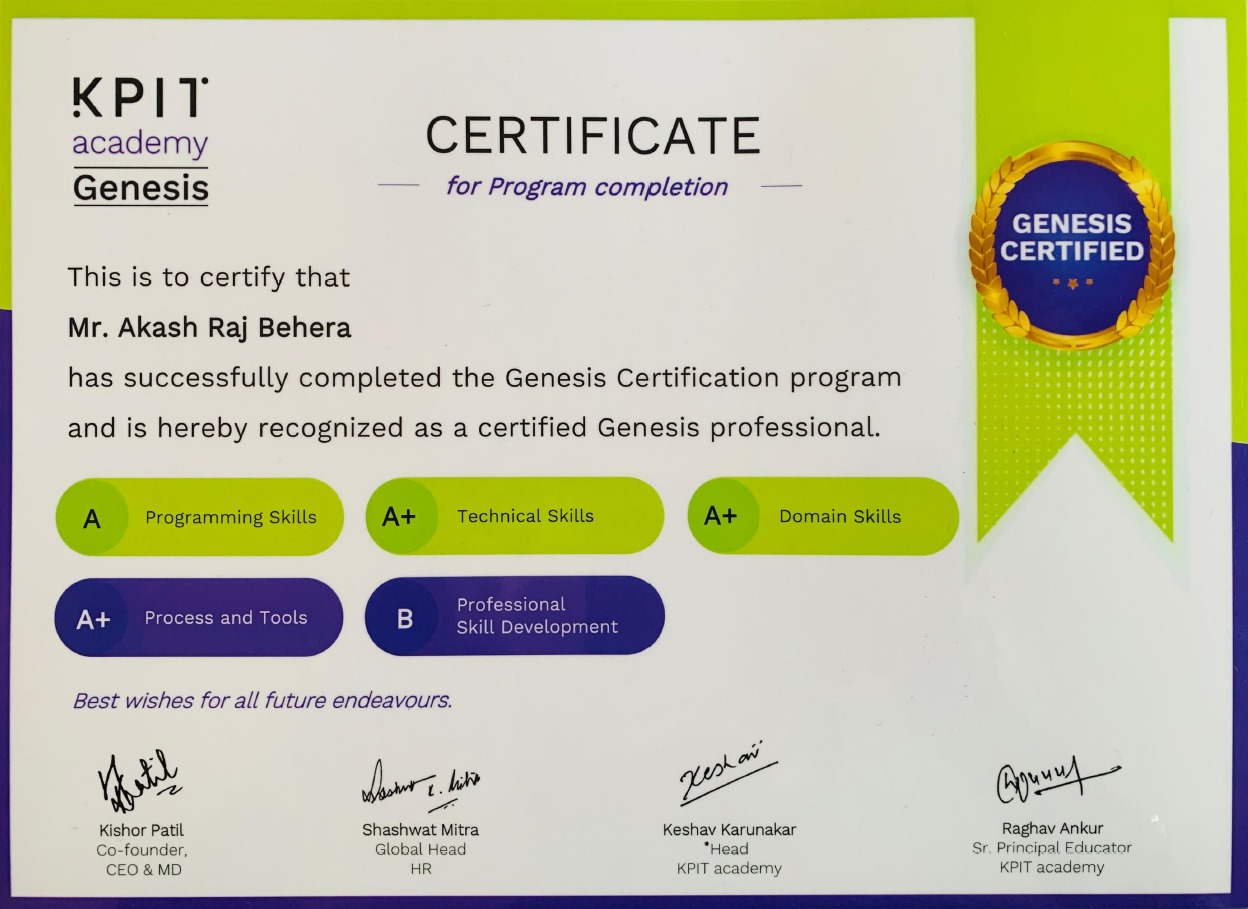 KPIT
academy
Genesis
CERTIFICATE
for Program completion
GENESIS
CERTIFIED
This is to certify that
Mr. Akash Raj Behera
has successfully completed the Genesis Certification program
and is hereby recognized as a certified Genesis professional.
A Programming Skills
A+ Technical Skills
A+ Domain Skills
A+ Process and Tools
B Professional
Skill Development
Best wishes for all future endeavours.
Kishor Patil
Co-founder,
CEO & MD
Shashwat Mitra
Global Head
HR
Keshav
Keshav Karunakar
Head
KPIT academy
Raghav Ankur
Sr. Principal Educator
KPIT academy